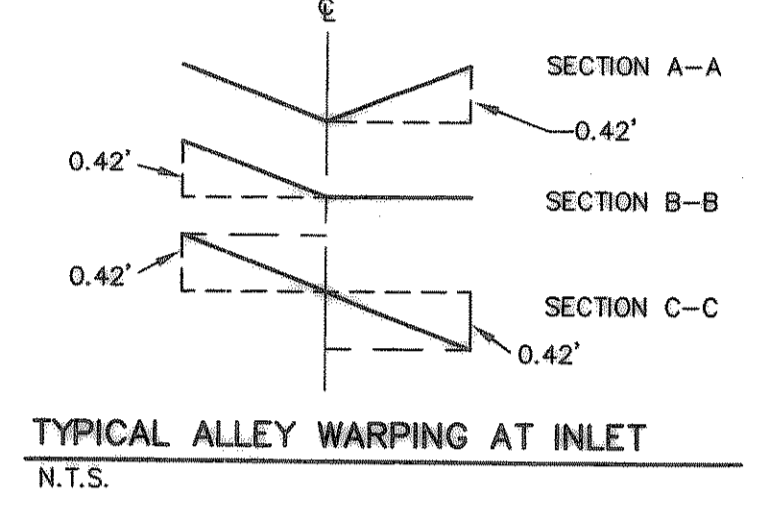 ℄
SECTION A-A
0.42'
0.42'
SECTION B-B
0.42'
SECTION C-C
0.42'
TYPICAL ALLEY WARPING AT INLET
N.T.S.